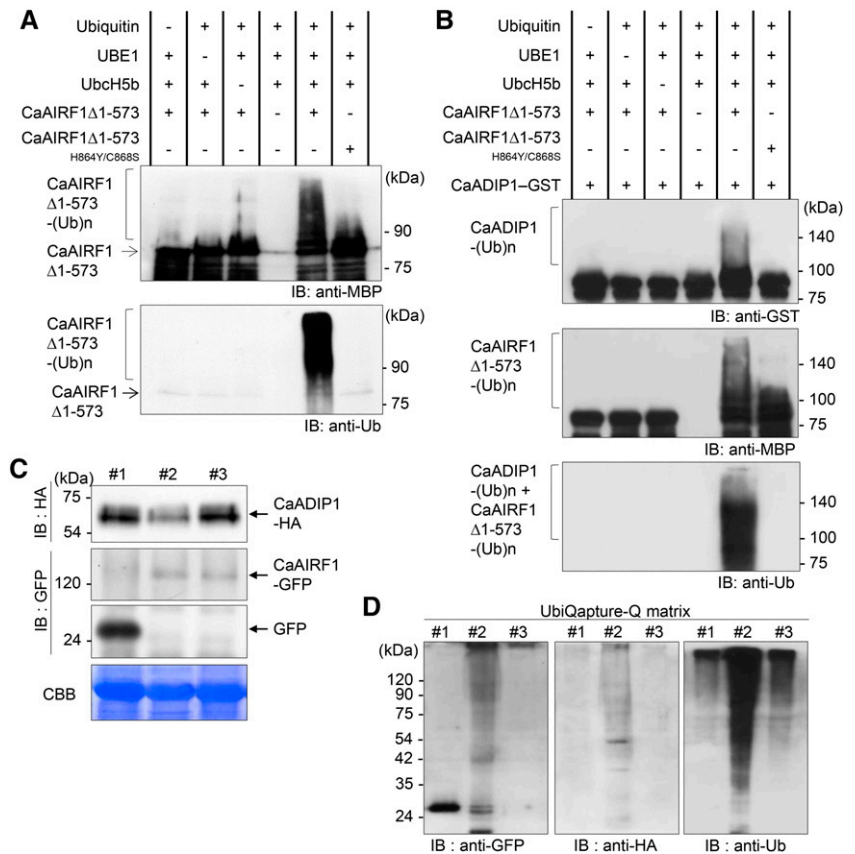 A
Ubiquitin - + + + + +
UBE1 + - + + + +
UbcH5b + + - + + +
CaAIRF1Δ1-573 + + + - + -
CaAIRF1Δ1-573
H864Y/C868S - - - - - +
CaAIRF1
Δ1-573
-(Ub)n
CaAIRF1
Δ1-573
(kDa)
90
75
IB: anti-MBP
CaAIRF1
Δ1-573
-(Ub)n
CaAIRF1
Δ1-573
(kDa)
90
75
IB: anti-Ub
B
Ubiquitin - + + + + +
UBE1 + - + + + +
UbcH5b + + - + + +
CaAIRF1Δ1-573 + + + - + -
CaAIRF1Δ1-573
H864Y/C868S - - - - - +
CaADIP1–GST + + + + + +
CaADIP1
-(Ub)n
(kDa)
140
100
75
IB: anti-GST
CaAIRF1
Δ1-573
-(Ub)n
140
100
75
IB: anti-MBP
CaADIP1
-(Ub)n +
CaAIRF1
Δ1-573
-(Ub)n
140
100
75
IB: anti-Ub
C
(kDa) #1 #2 #3
IB : HA
75
54
CaADIP1
-HA
IB : GFP
120
CaAIRF1
-GFP
24
GFP
CBB
D
UbiQapture-Q matrix
#1 #2 #3 #1 #2 #3 #1 #2 #3
(kDa)
120
90
75
54
42
35
24
IB : anti-GFP IB : anti-HA IB : anti-Ub